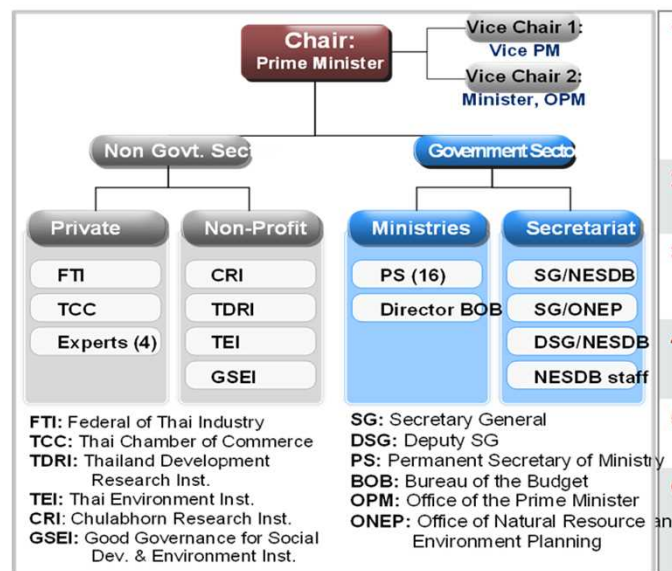 Chair:
Prime Minister
Vice Chair 1:
Vice PM
Vice Chair 2:
Minister, OPM
Non Govt. Sec
Government Secto
Private
Non-Profit
Ministries
Secretariat
FTI
TCC
Experts (4)
CRI
TDRI
TEI
GSEI
PS (16)
Director BOB
SG/NESDB
SG/ONEP
DSG/NESDB
NESDB staff
FTI: Federal of Thai Industry
TCC: Thai Chamber of Commerce
TDRI: Thailand Development
Research Inst.
TEI: Thai Environment Inst.
CRI: Chulabhorn Research Inst.
GSEI: Good Governance for Social
Dev. & Environment Inst.
SG: Secretary General
DSG: Deputy SG
PS: Permanent Secretary of Ministry
BOB: Bureau of the Budget
OPM: Office of the Prime Minister
ONEP: Office of Natural Resource an
Environment Planning